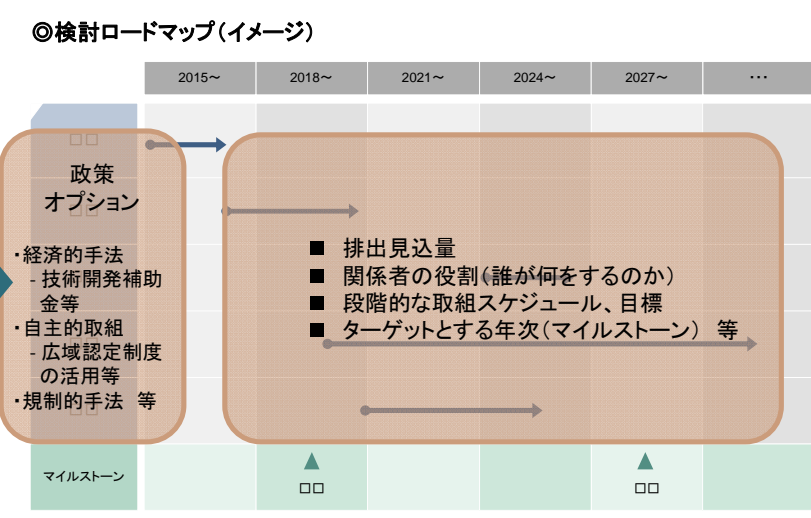 ◎検討ロードマップ（イメージ）
2015～ 2018～ 2021～ 2024～ 2027～ ･･･
□□
政策
オプション
□□
・経済的手法
- 技術開発補助
金等
・自主的取組
- 広域認定制度
の活用等
・規制的手法　等
□□
■ 排出見込量
■ 関係者の役割（誰が何をするのか）
■ 段階的な取組スケジュール、目標
■ ターゲットとする年次（マイルストーン）　等
マイルストーン
□□ □□